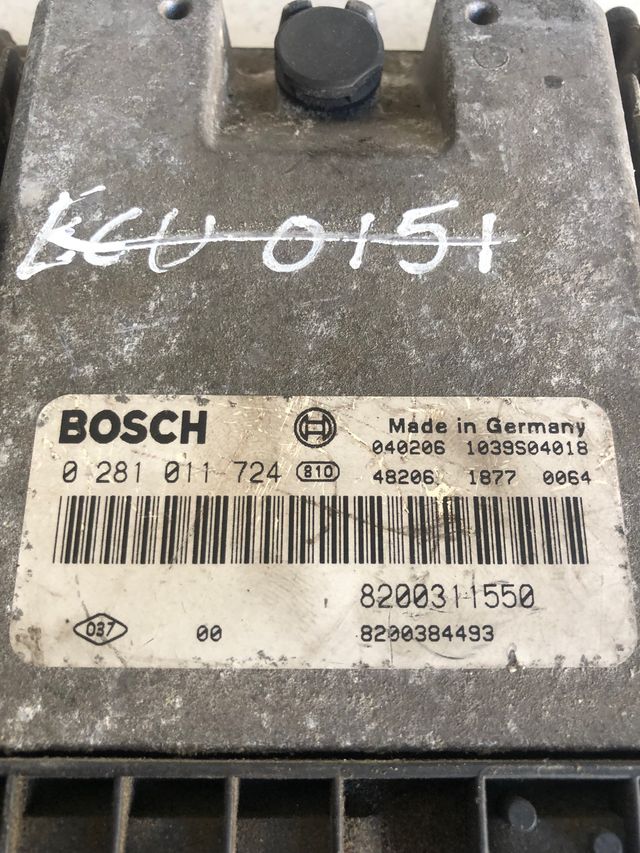 ECU 0151
BOSCH Made in Germany
040206 1039S04018
0 281 011 724 810 48206 1877 0064
8200311550
037 00 8200384493